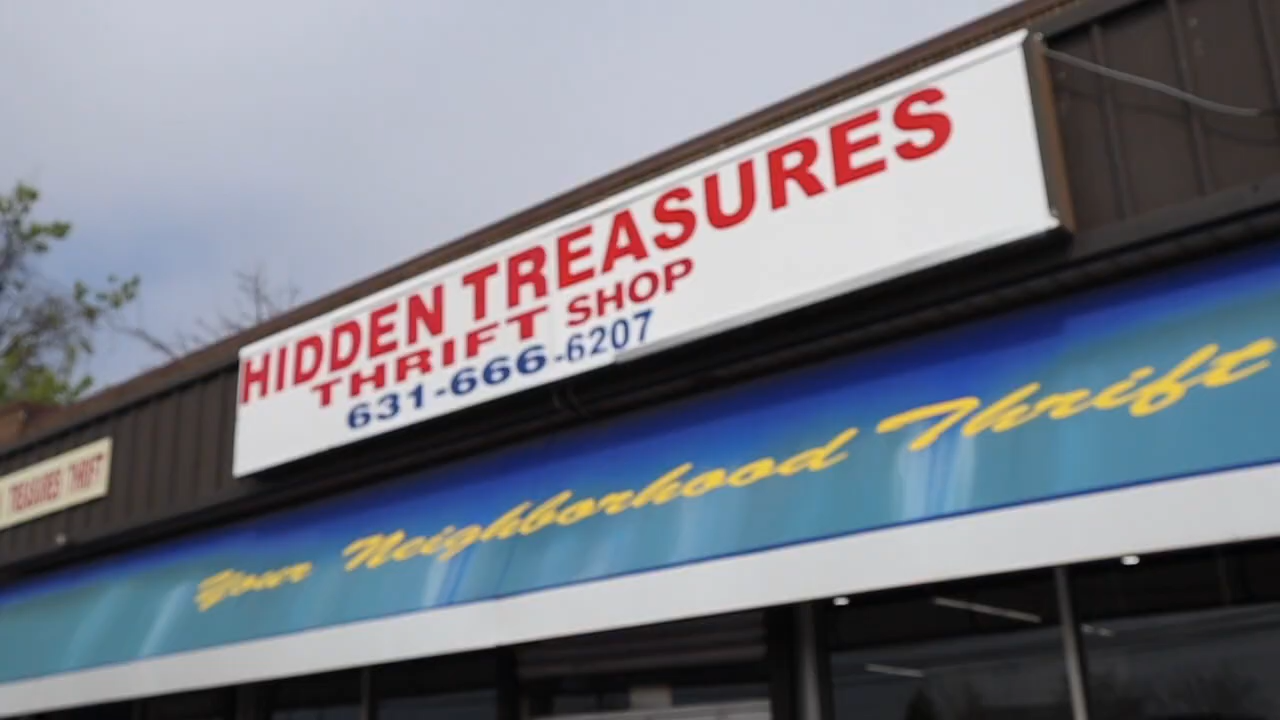 HIDDEN TREASURES
THRIFT SHOP
631-666-6207
Your Neighborhood Thrift
TREASURES THRIFT